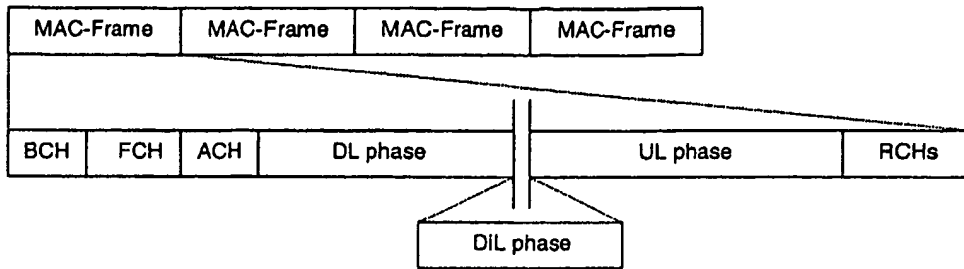 MAC-Frame MAC-Frame MAC-Frame MAC-Frame
BCH FCH ACH DL phase UL phase RCHs
DiL phase